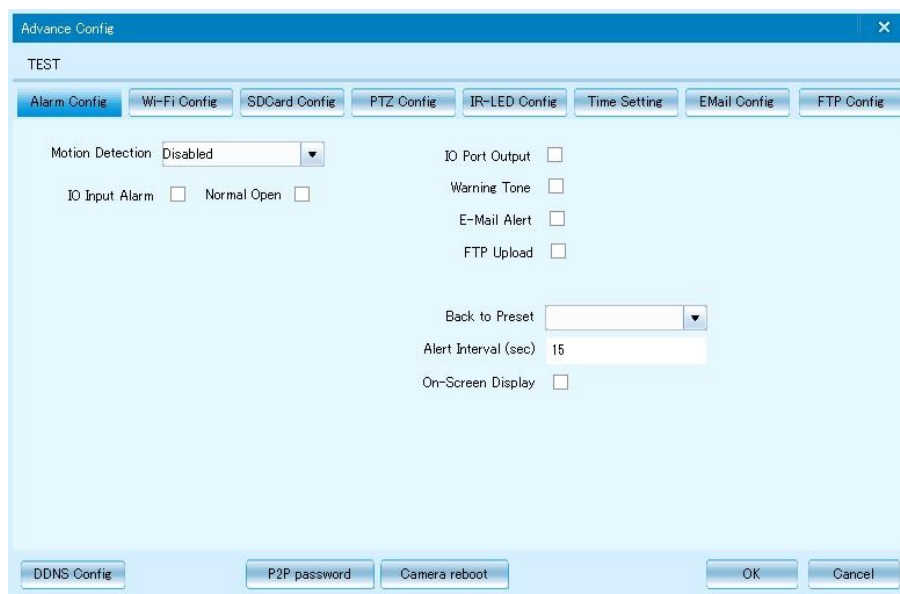 Advance Config
TEST
Alarm Config Wi-Fi Config SDCard Config PTZ Config IR-LED Config Time Setting EMail Config FTP Config
Motion Detection Disabled
IO Input Alarm Normal Open
IO Port Output
Warning Tone
E-Mail Alert
FTP Upload
Back to Preset
Alert Interval (sec) 15
On-Screen Display
DDNS Config P2P password Camera reboot OK Cancel